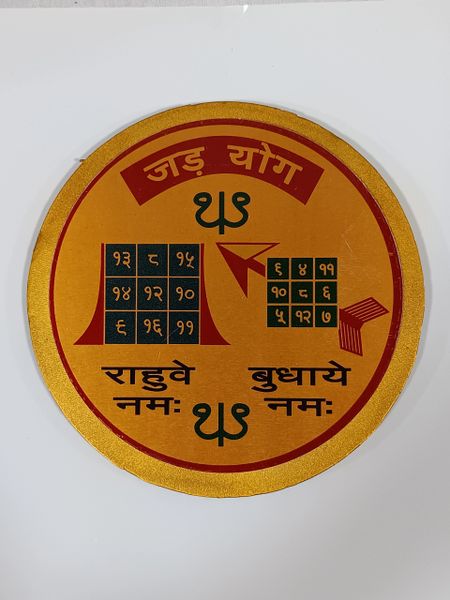 जड़ योग
१३ ८ १५
१४ १२ १०
९ १६ ११
६ ४ ११
१० ८ ६
५ १२ ७
राहुवे
नमः
बुधाये
नमः